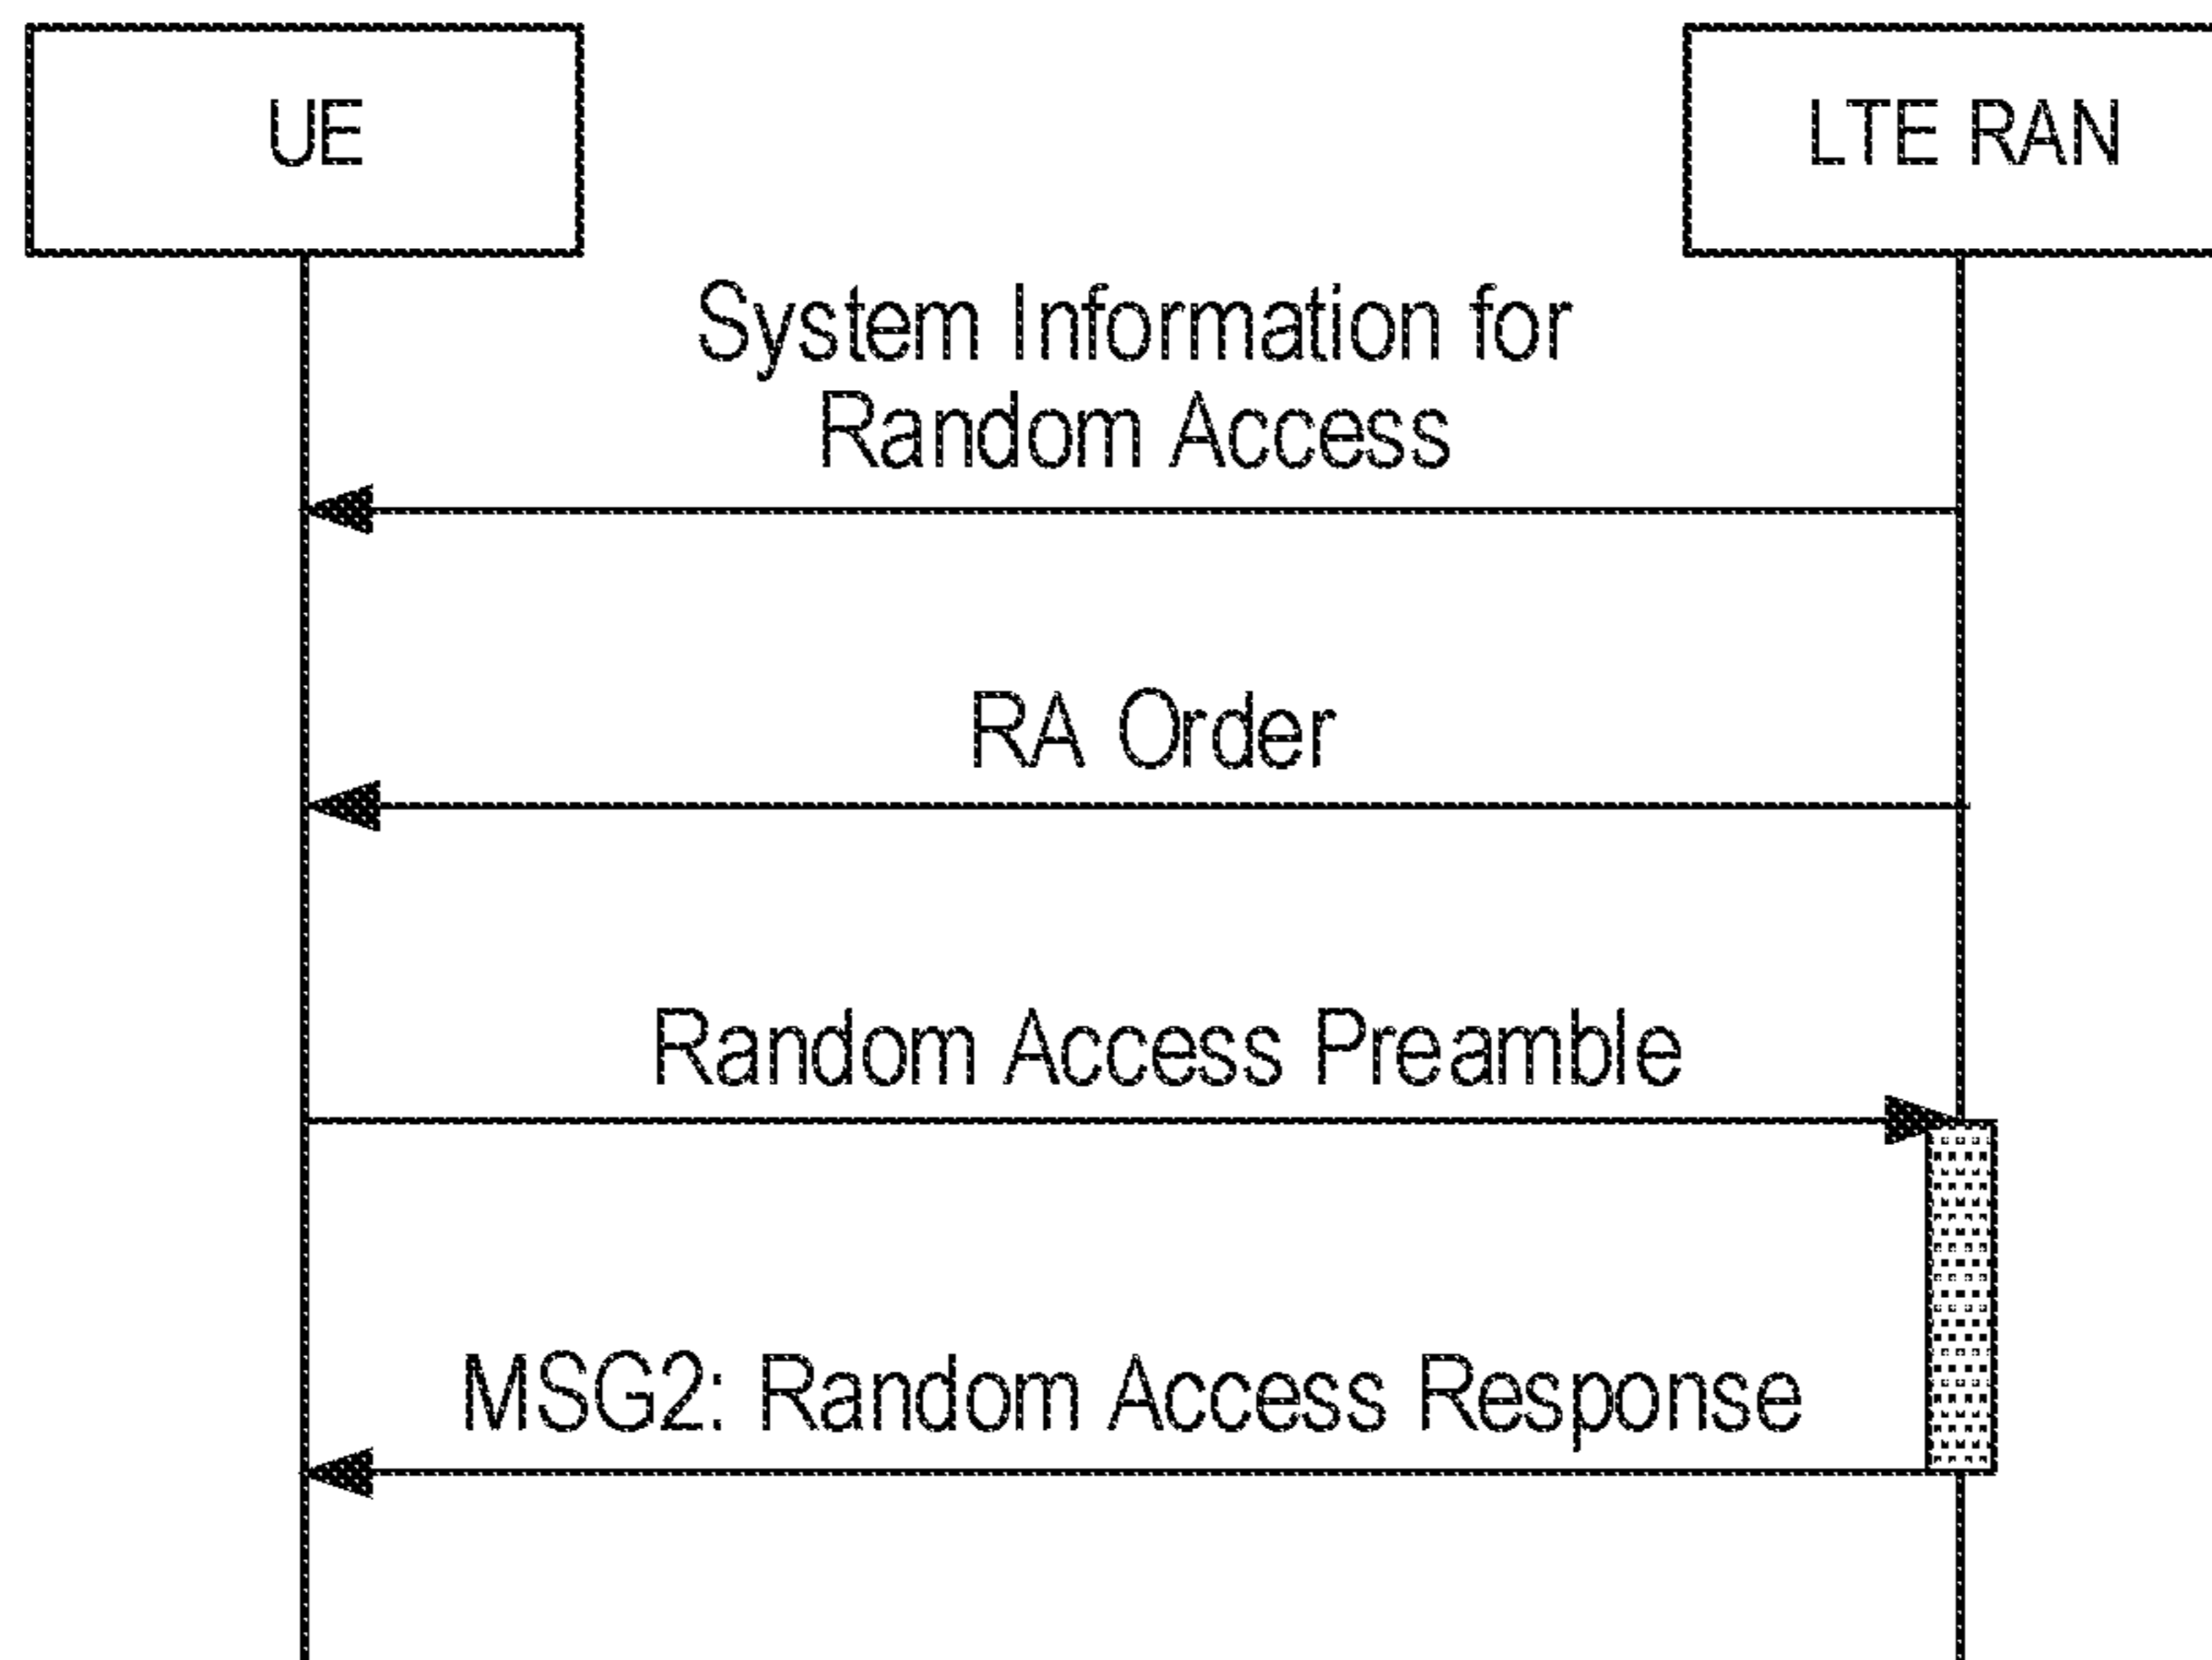 UE
LTE RAN
System Information for
Random Access
RA Order
Random Access Preamble
MSG2: Random Access Response